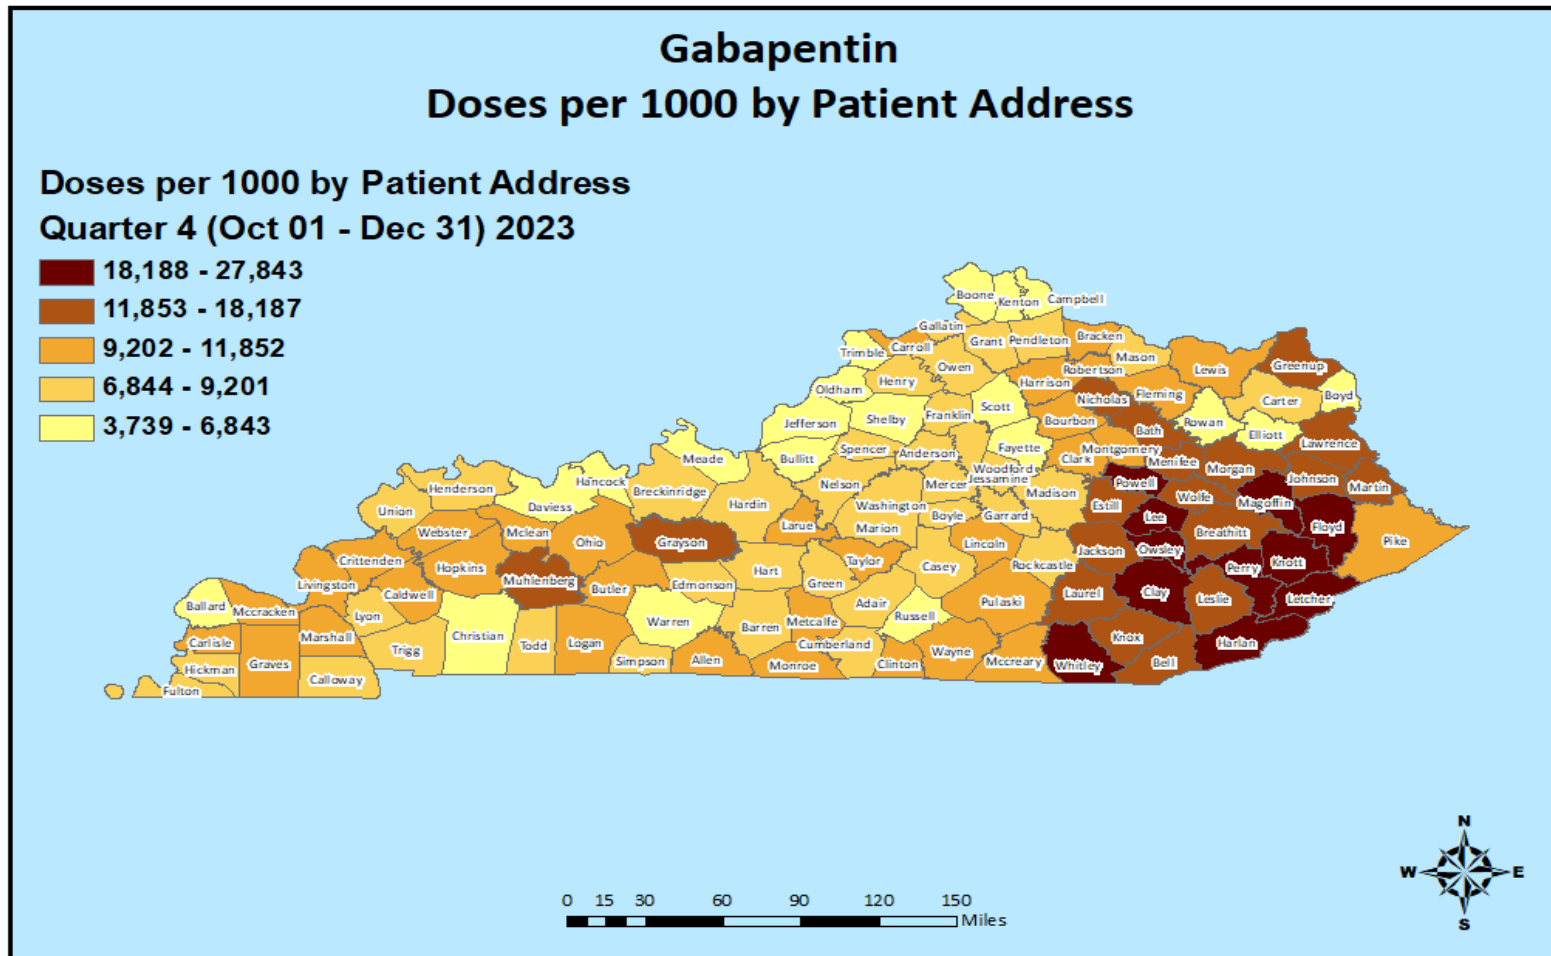 Gabapentin
Doses per 1000 by Patient Address
Doses per 1000 by Patient Address
Quarter 4 (Oct 01 - Dec 31) 2023
18,188 - 27,843
11,853 - 18,187
9,202 - 11,852
6,844 - 9,201
3,739 - 6,843
Boone
Kenton
Campbell
Gallatin
Trimble
Carroll
Grant
Pendleton
Bracken
Mason
Owen
Robertson
Lewis
Greenup
Oldham
Henry
Harrison
Nicholas
Fleming
Carter
Boyd
Jefferson
Shelby
Franklin
Scott
Bourbon
Bath
Rowan
Elliott
Lawrence
Meade
Bullitt
Spencer
Anderson
Fayette
Woodford
Clark
Montgomery
Menifee
Morgan
Johnson
Martin
Henderson
Hancock
Daviess
Breckinridge
Hardin
Nelson
Mercer
Jessamine
Madison
Powell
Wolfe
Magoffin
Union
Washington
Estill
Webster
Mclean
Ohio
Grayson
Larue
Marion
Boyle
Garrard
Lee
Breathitt
Floyd
Pike
Crittenden
Hopkins
Muhlenberg
Butler
Edmonson
Hart
Green
Taylor
Casey
Lincoln
Rockcastle
Jackson
Owsley
Perry
Knott
Livingston
Caldwell
Ballard
Mccracken
Lyon
Christian
Warren
Barren
Metcalfe
Adair
Russell
Pulaski
Laurel
Clay
Leslie
Letcher
Carlisle
Marshall
Trigg
Todd
Logan
Simpson
Allen
Monroe
Cumberland
Clinton
Wayne
Mccreary
Whitley
Knox
Bell
Harlan
Hickman
Graves
Calloway
Fulton
N
W
E
S
0 15 30 60 90 120 150
Miles